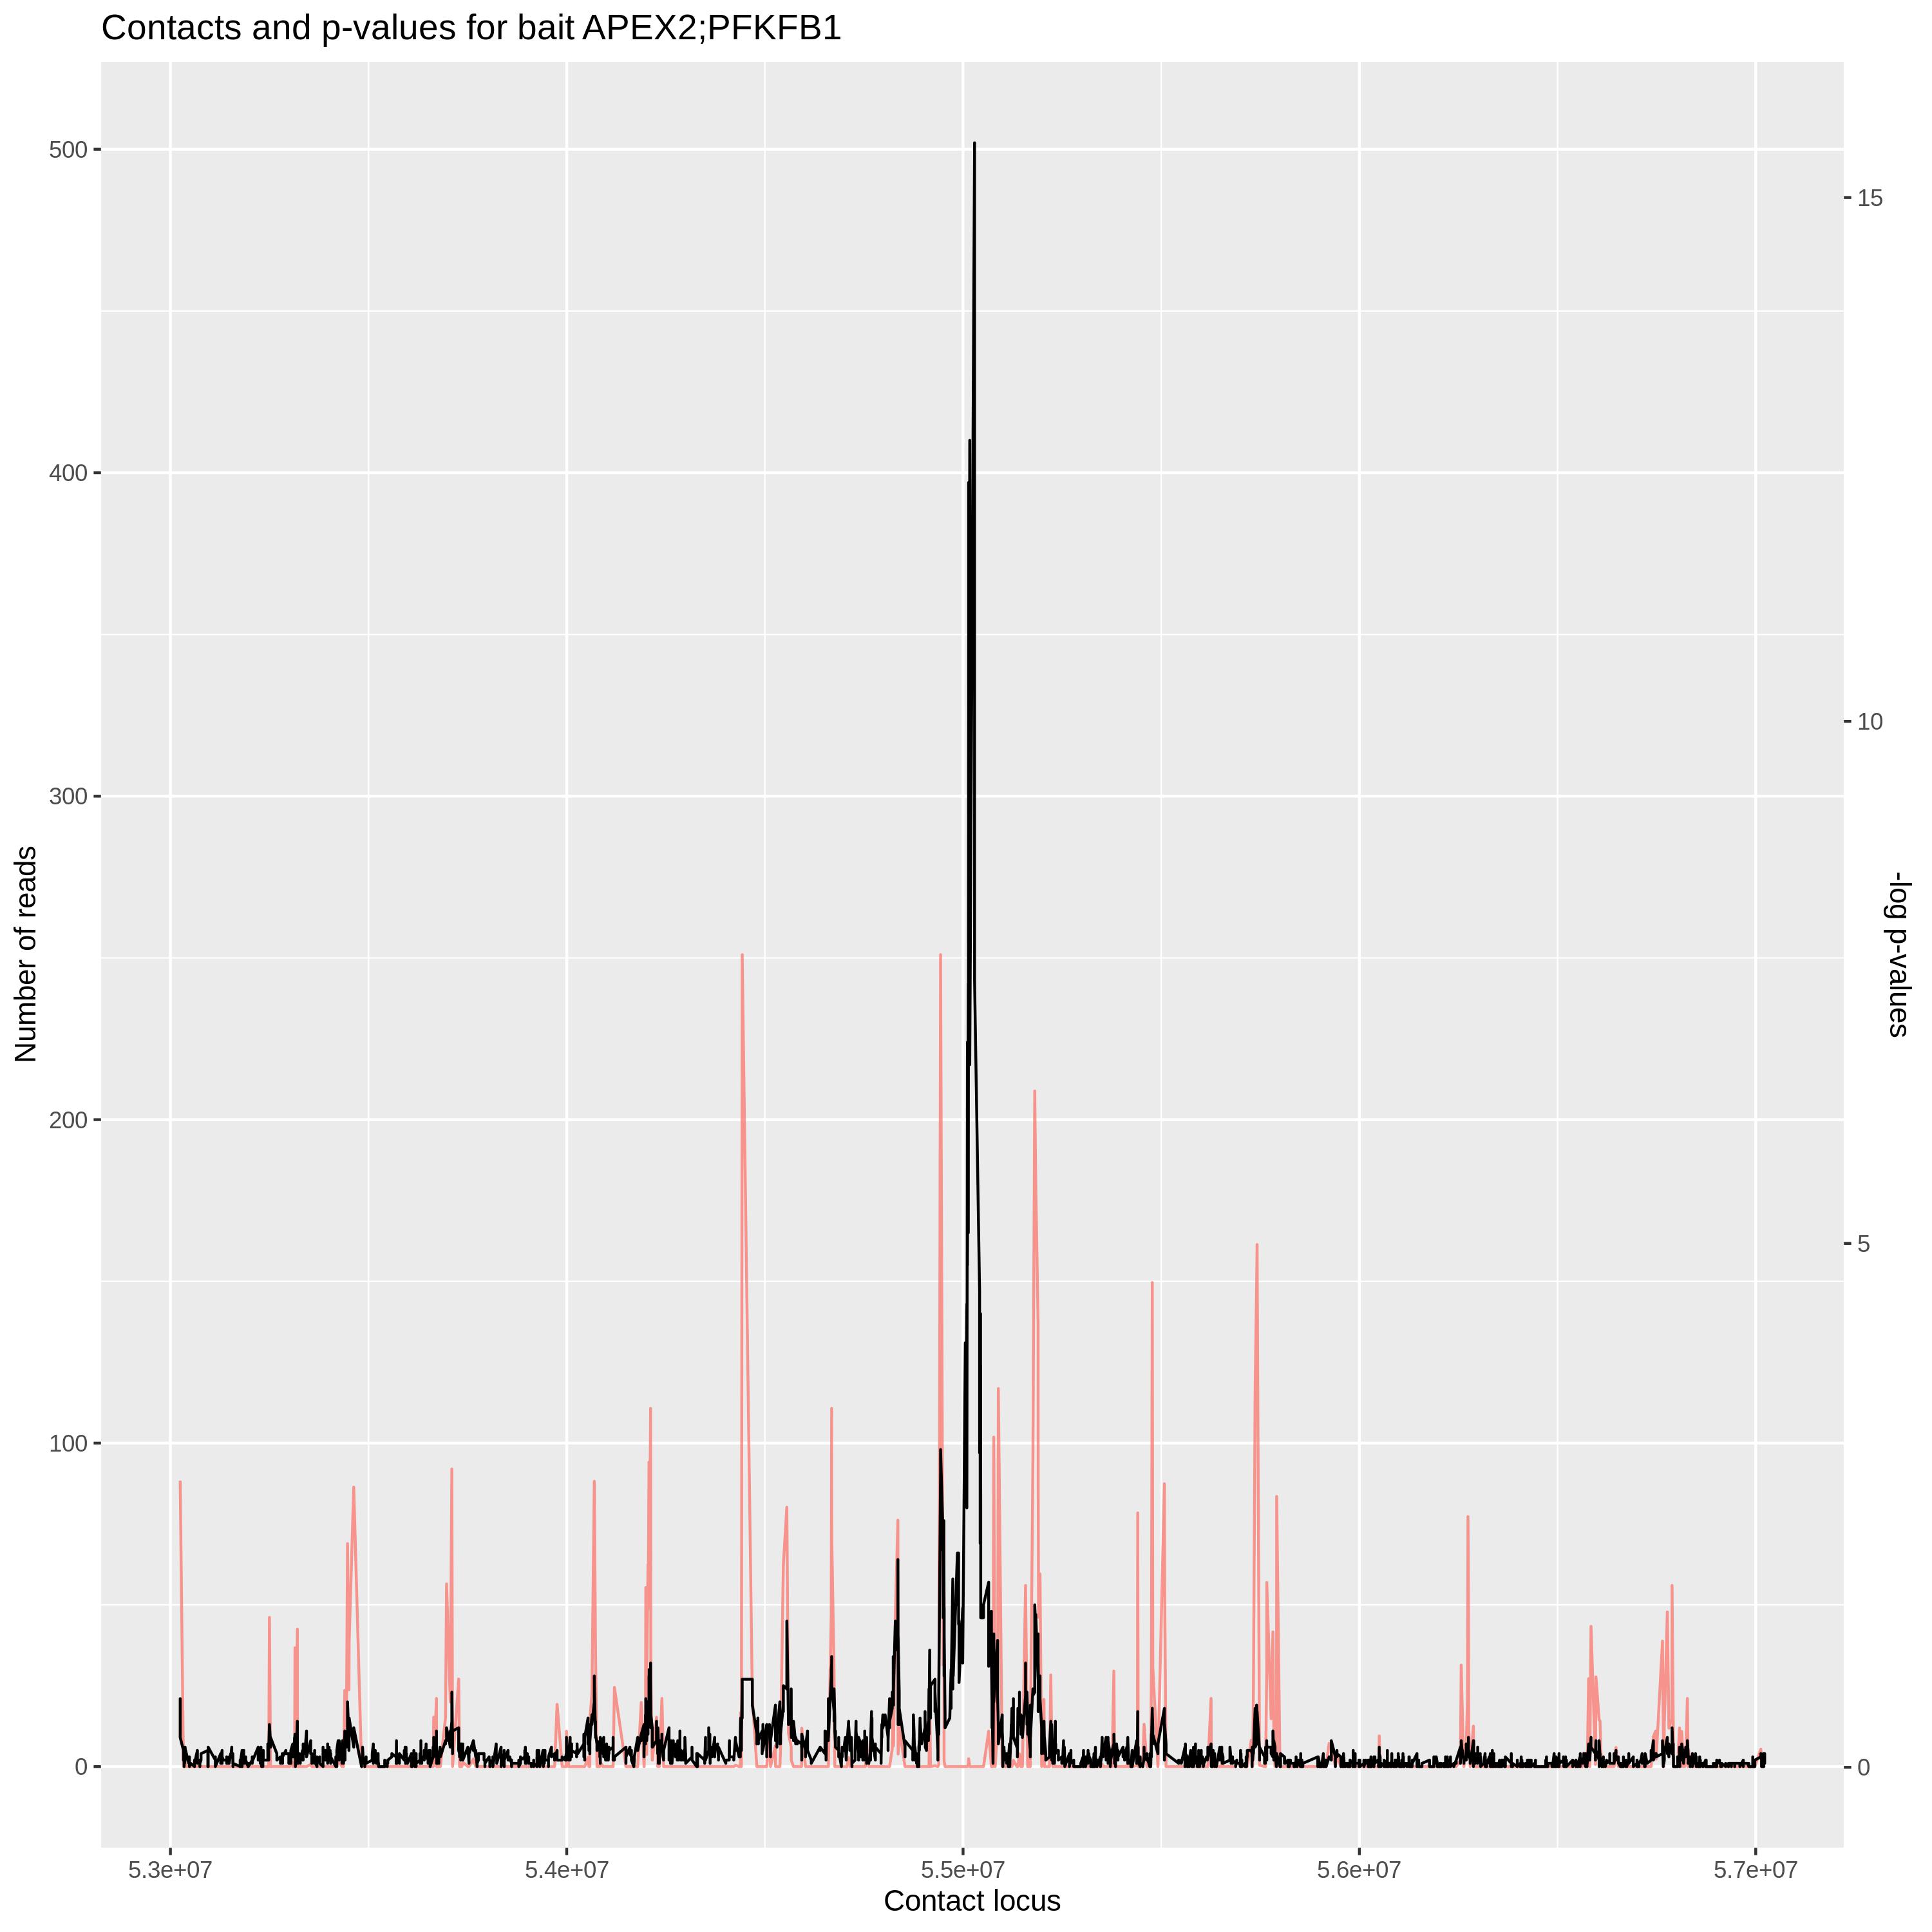 Contacts and p-values for bait APEX2;PFKFB1
500
400
300
200
100
0
Number of reads
15
10
5
0
-log p-values
5.3e+07
5.4e+07
5.5e+07
5.6e+07
5.7e+07
Contact locus